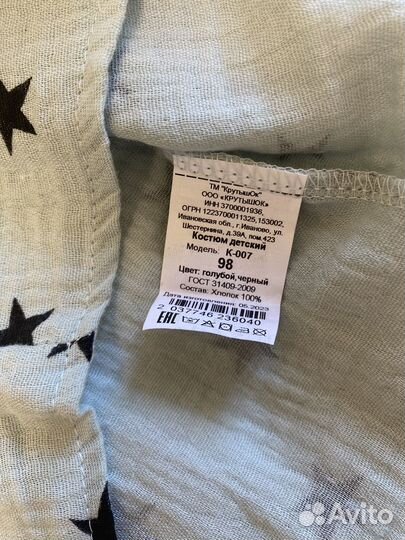 ТМ "КрутышОк"
ООО «КРУТЫШОК»
ИНН 3700001936,
ОГРН 1223700011325,153002,
Ивановская обл., г.Иваново, ул.
Шестернина, д.39А, пом.423
Костюм детский
Модель: К-007
98
Цвет: голубой,черный
ГОСТ 31409-2009
Состав: Хлопок 100%
Дата изготовления: 05.2023
2 037746 236040
EAC
Avito